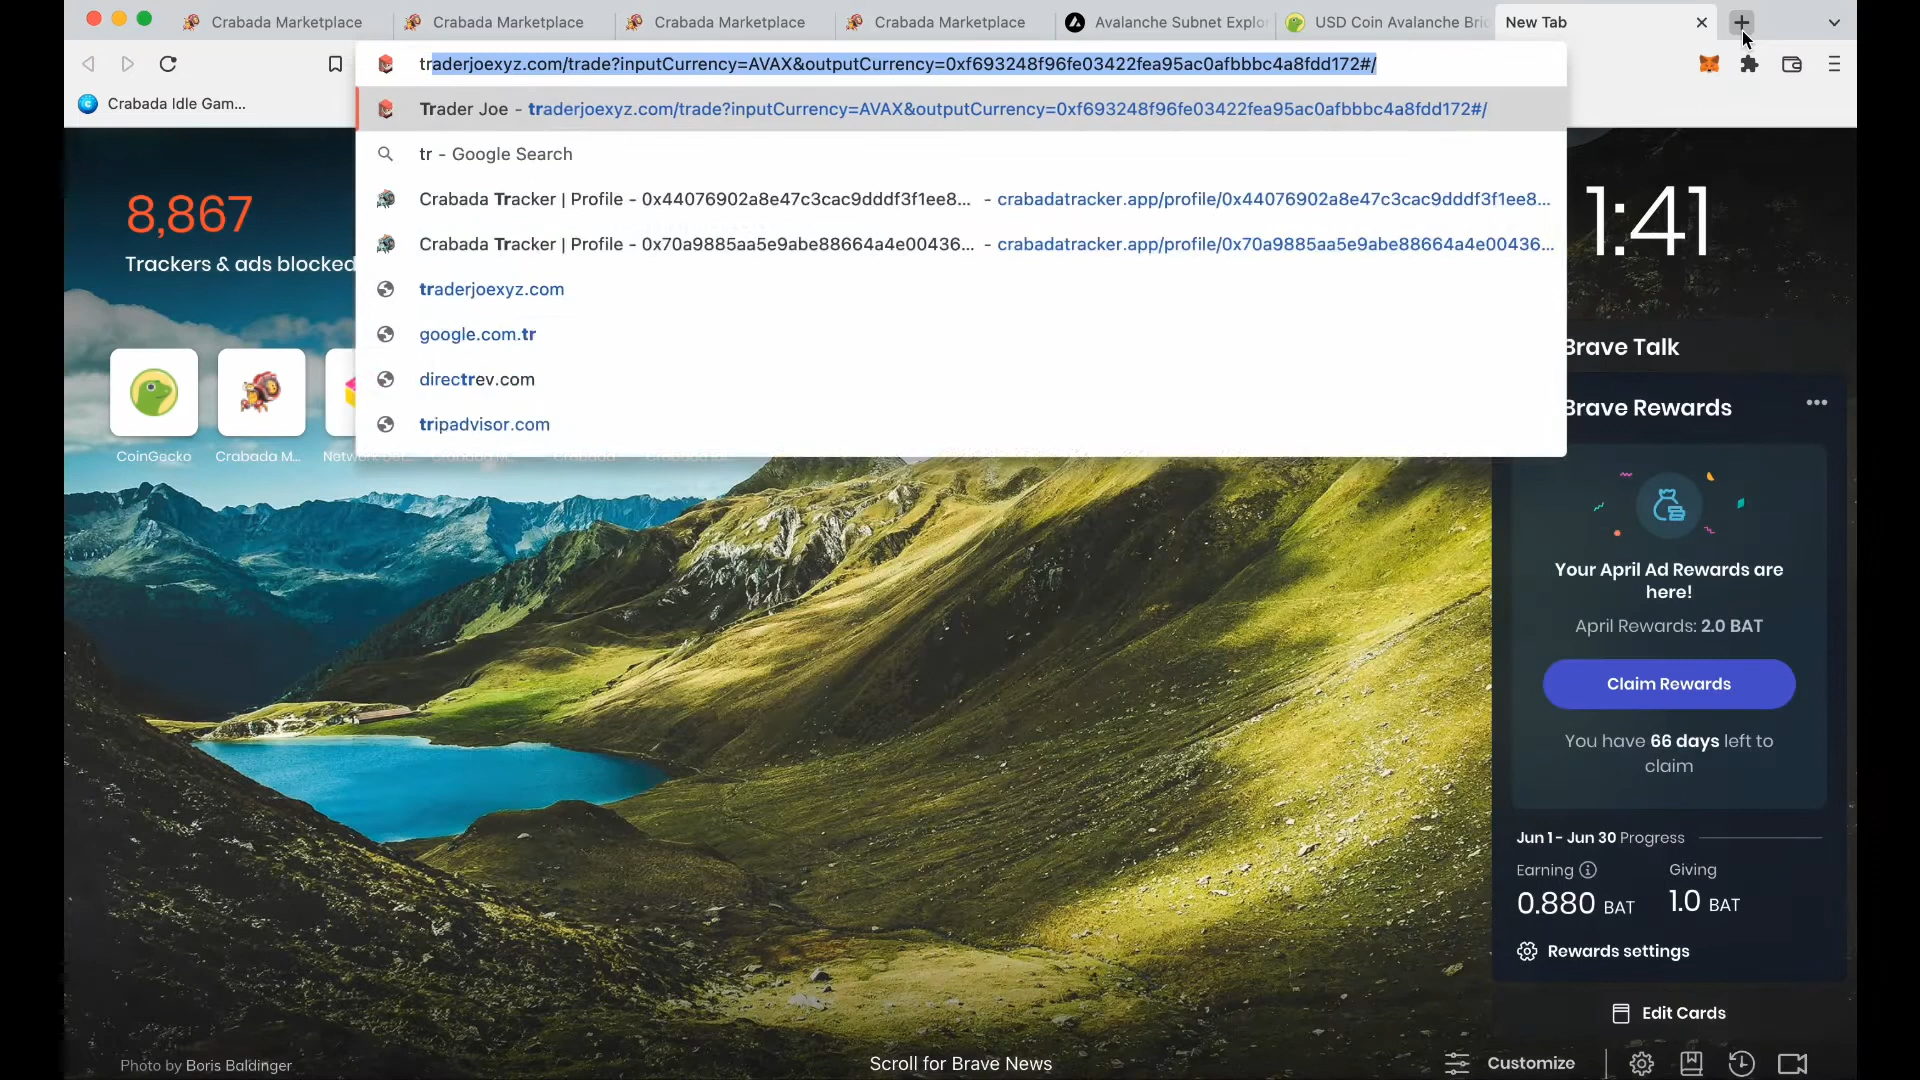 Crabada Marketplace
Crabada Marketplace
Crabada Marketplace
Crabada Marketplace
Avalanche Subnet Explo
USD Coin Avalanche Bri
New Tab
traderjoexyz.com/trade?inputCurrency=AVAX&outputCurrency=0xf693248f96fe03422fea95ac0afbbbc4a8fdd172#/
Crabada Idle Gam...
Trader Joe - traderjoexyz.com/trade?inputCurrency=AVAX&outputCurrency=0xf693248f96fe03422fea95ac0afbbbc4a8fdd172#/
tr - Google Search
Crabada Tracker | Profile - 0x44076902a8e47c3cac9dddf3f1ee8... - crabadatracker.app/profile/0x44076902a8e47c3cac9dddf3f1ee8...
Crabada Tracker | Profile - 0x70a9885aa5e9abe88664a4e00436... - crabadatracker.app/profile/0x70a9885aa5e9abe88664a4e00436...
traderjoexyz.com
google.com.tr
directrev.com
tripadvisor.com
8,867
Trackers & ads blocked
1:41
CoinGecko
Crabada M...
Brave Talk
Brave Rewards
Your April Ad Rewards are
here!
April Rewards: 2.0 BAT
Claim Rewards
You have 66 days left to
claim
Jun 1 - Jun 30 Progress
Earning
Giving
0.880 BAT
1.0 BAT
Rewards settings
Edit Cards
Photo by Boris Baldinger
Scroll for Brave News
Customize